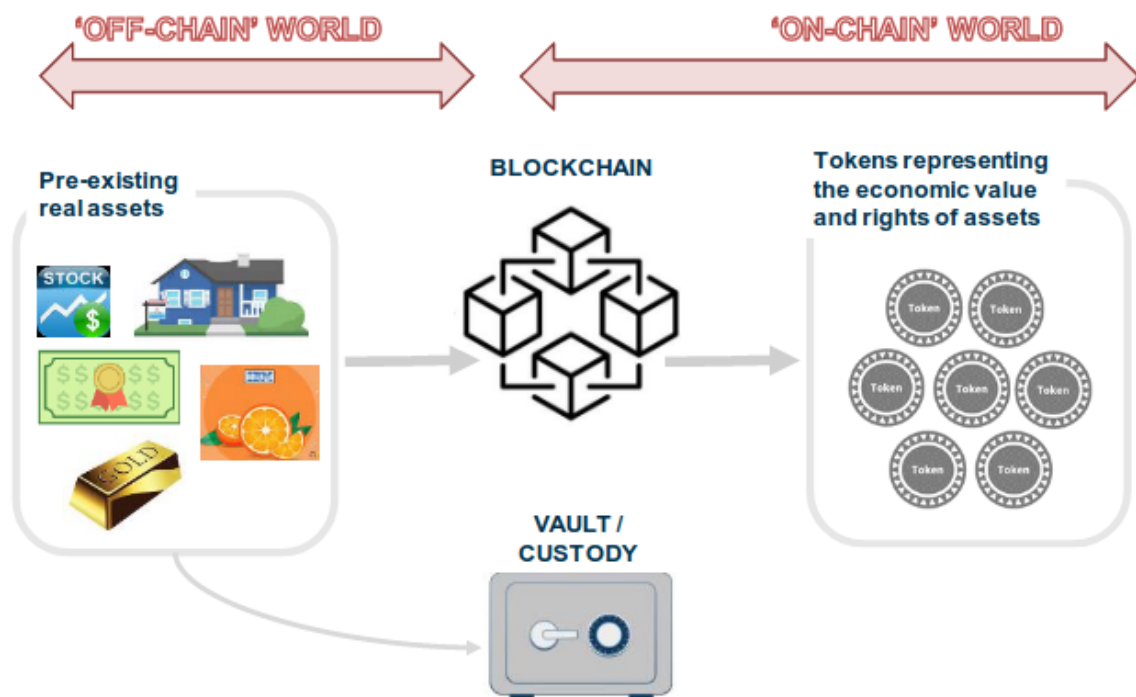 ‘OFF-CHAIN’ WORLD
‘ON-CHAIN’ WORLD
Pre-existing
real assets
BLOCKCHAIN
Tokens representing
the economic value
and rights of assets
STOCK
$
$$ $$
$$ $$
GOLD
Token
Token
Token
Token
Token
Token
Token
VAULT /
CUSTODY